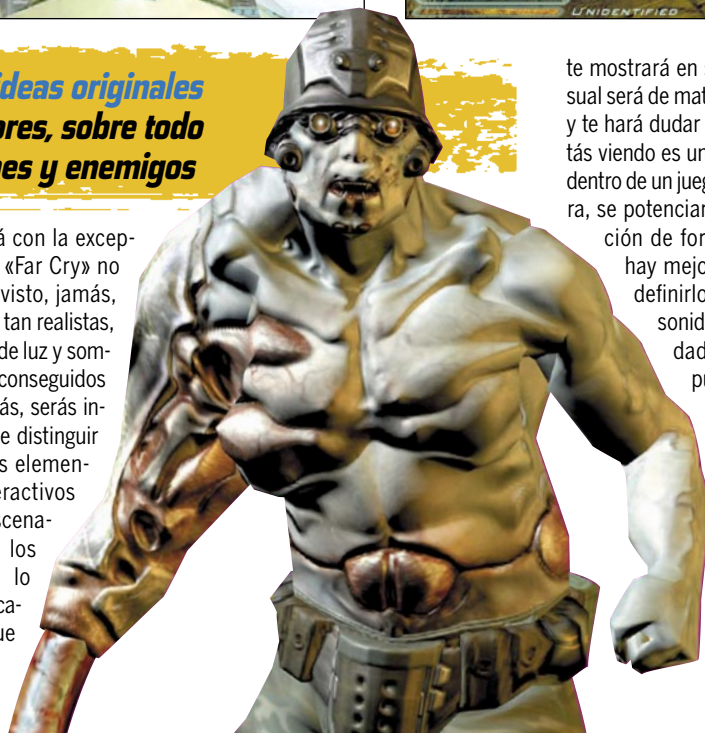 UNIDENTIFIED
ideas originales
ores, sobre todo
nes y enemigos
á con la excep-
«Far Cry» no
visto, jamás,
tan realistas,
de luz y som-
conseguidos
ás, serás in-
e distinguir
s elemen-
eractivos
scena-
los
lo
ca-
ue
te mostrará en s
sual será de mat
y te hará dudar
tás viendo es un
dentro de un jueg
ra, se potenciar
ción de for
hay mejo
definirlo
sonid
dad
pu